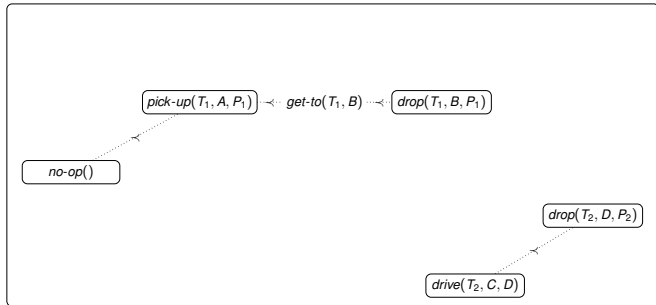 pick-up(T₁, A, P₁) ≺ get-to(T₁, B) ≺ drop(T₁, B, P₁)
≺
no-op()
drop(T₂, D, P₂)
≺
drive(T₂, C, D)